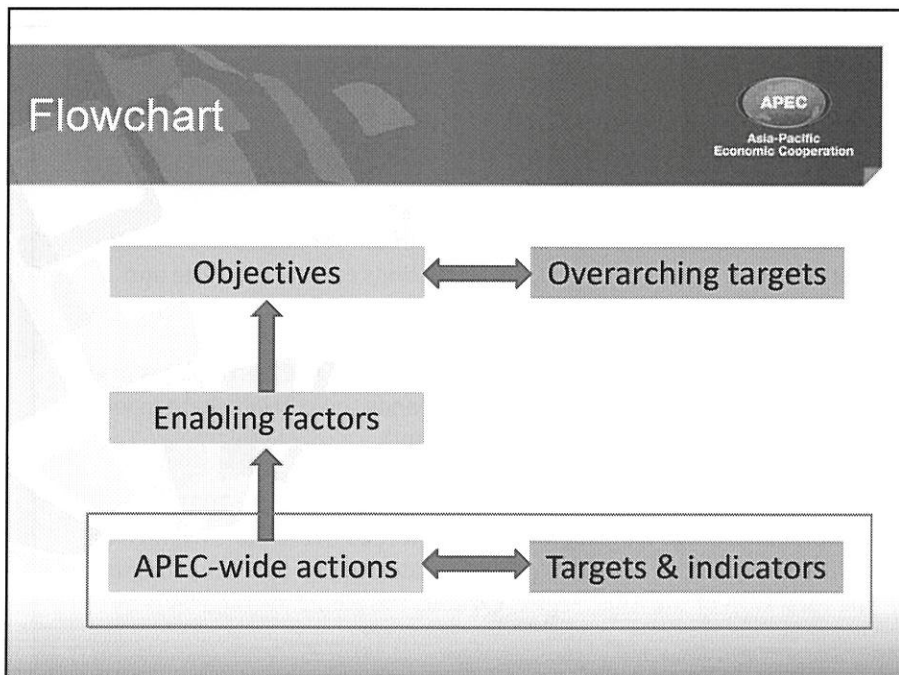 Flowchart
APEC
Asia-Pacific
Economic Cooperation
Objectives
Overarching targets
Enabling factors
APEC-wide actions
Targets & indicators